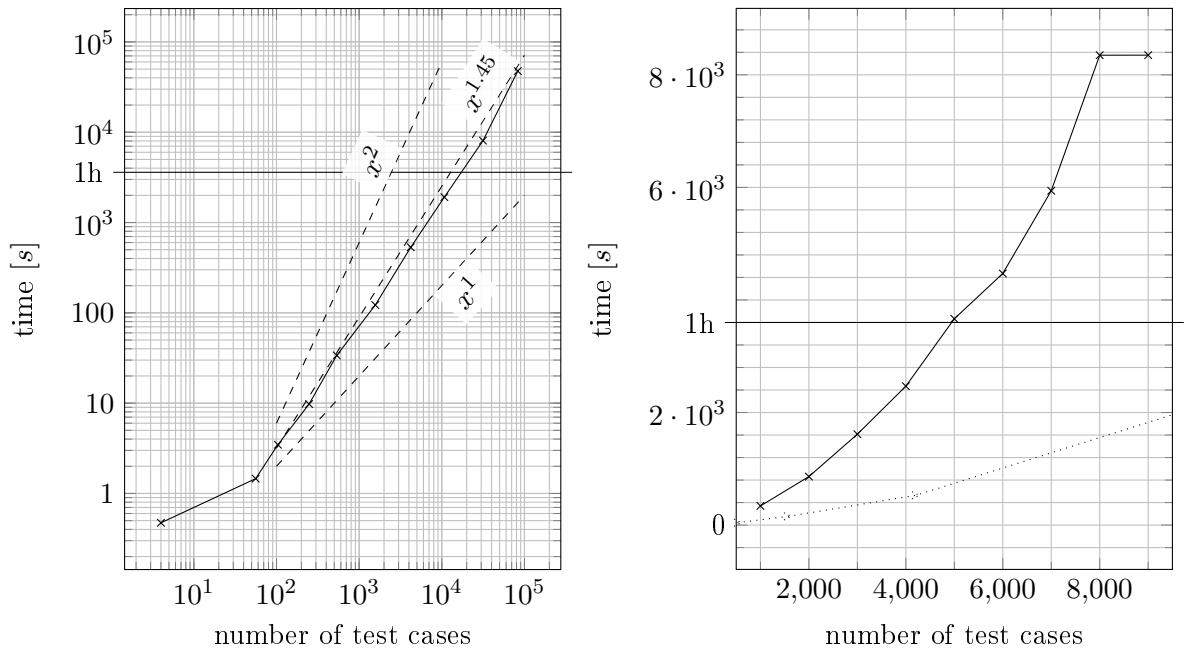 10^5
10^4
1h
10^3
100
10
1
time [s]
x^2
x^1.45
x^1
10^1 10^2 10^3 10^4 10^5
number of test cases
8 · 10^3
6 · 10^3
1h
2 · 10^3
0
time [s]
2,000 4,000 6,000 8,000
number of test cases